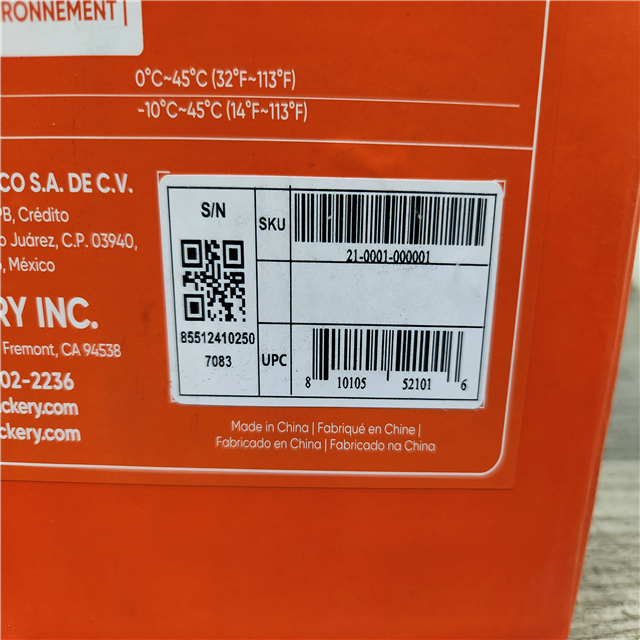 RONNEMENT |
0°C~45°C (32°F~113°F)
-10°C~45°C (14°F~113°F)
CO S.A. DE C.V.
PB, Crédito
o Juárez, C.P. 03940,
, México
RY INC.
Fremont, CA 94538
02-2236
ckery.com
ckery.com
S/N
85512410250
7083
SKU
21-0001-000001
UPC
8 10105 52101 6
Made in China | Fabriqué en Chine |
Fabricado en China | Fabricado na China